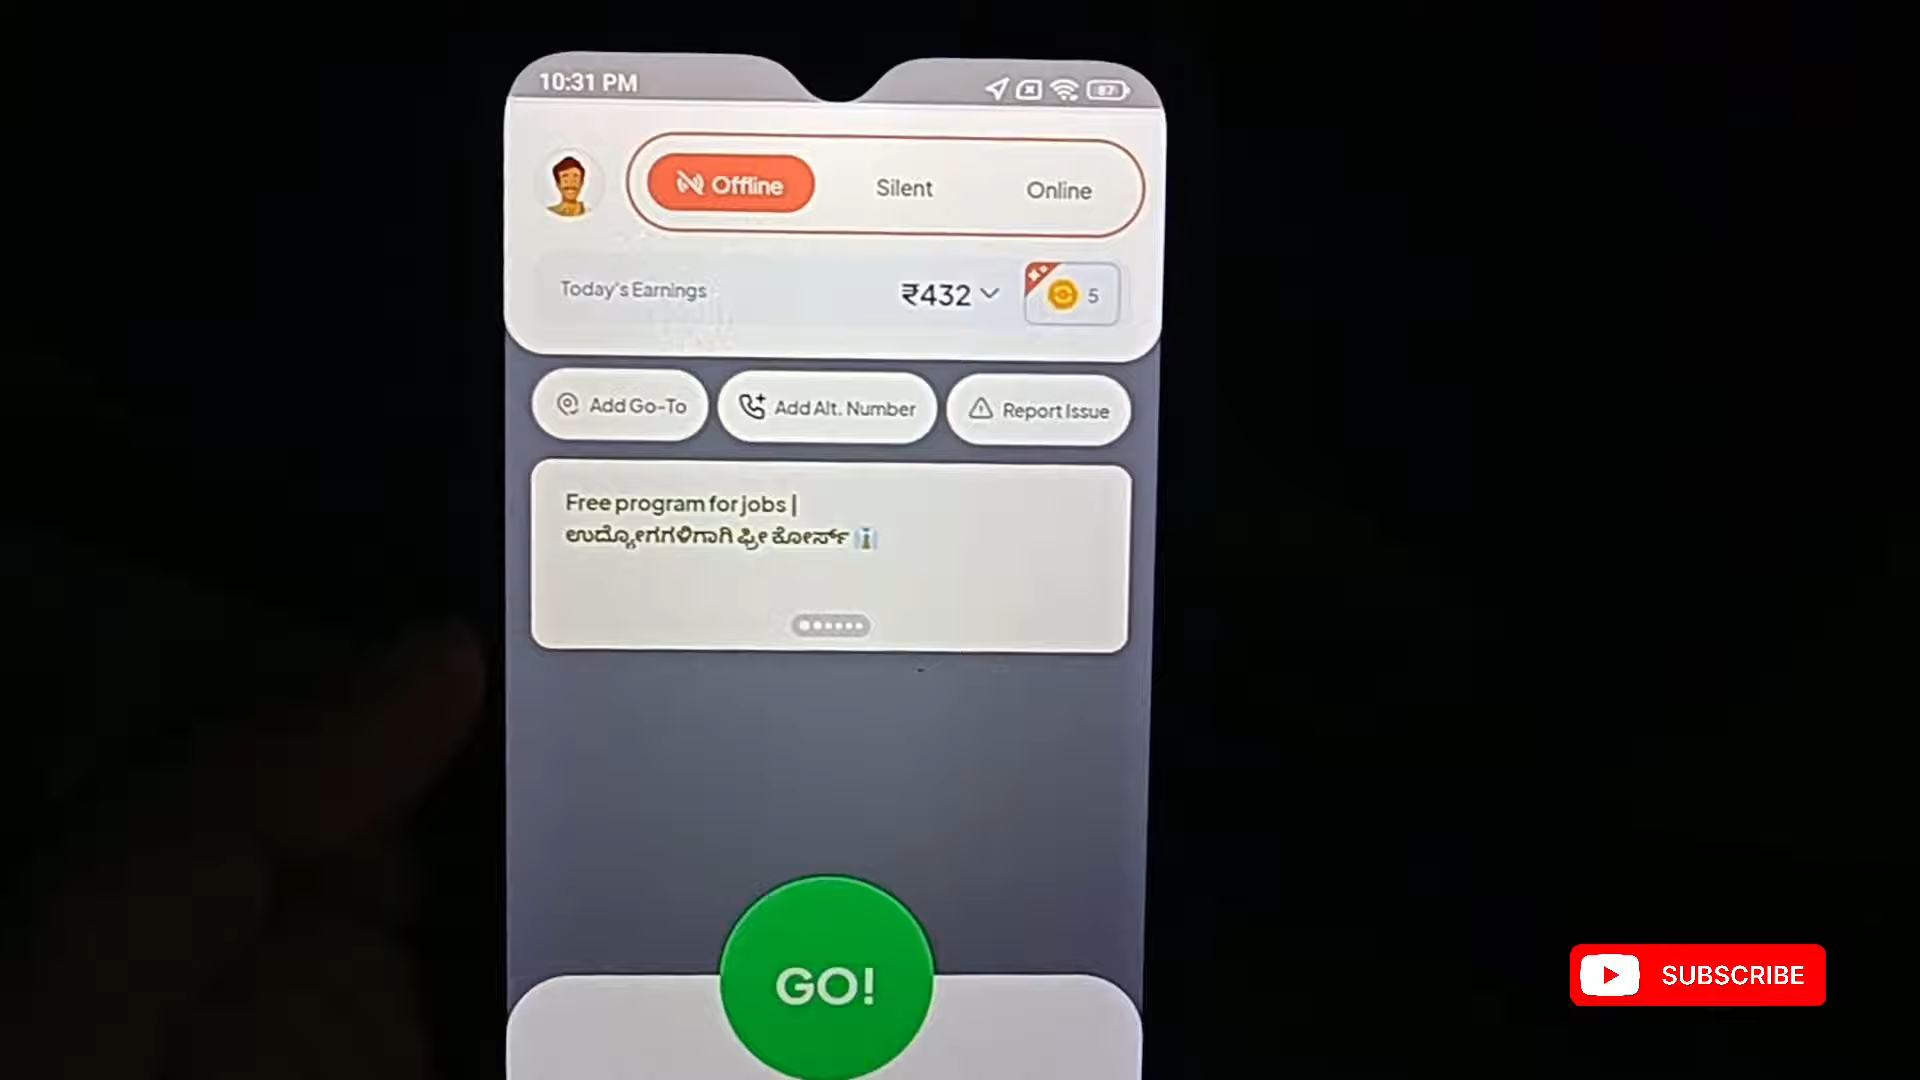 10:31 PM
87
Offline
Silent
Online
Today's Earnings
₹432
5
Add Go-To
Add Alt. Number
Report Issue
Free program for jobs |
ಉದ್ಯೋಗಗಳಿಗಾಗಿ ಫ್ರೀ ಕೋರ್ಸ್
GO!
SUBSCRIBE